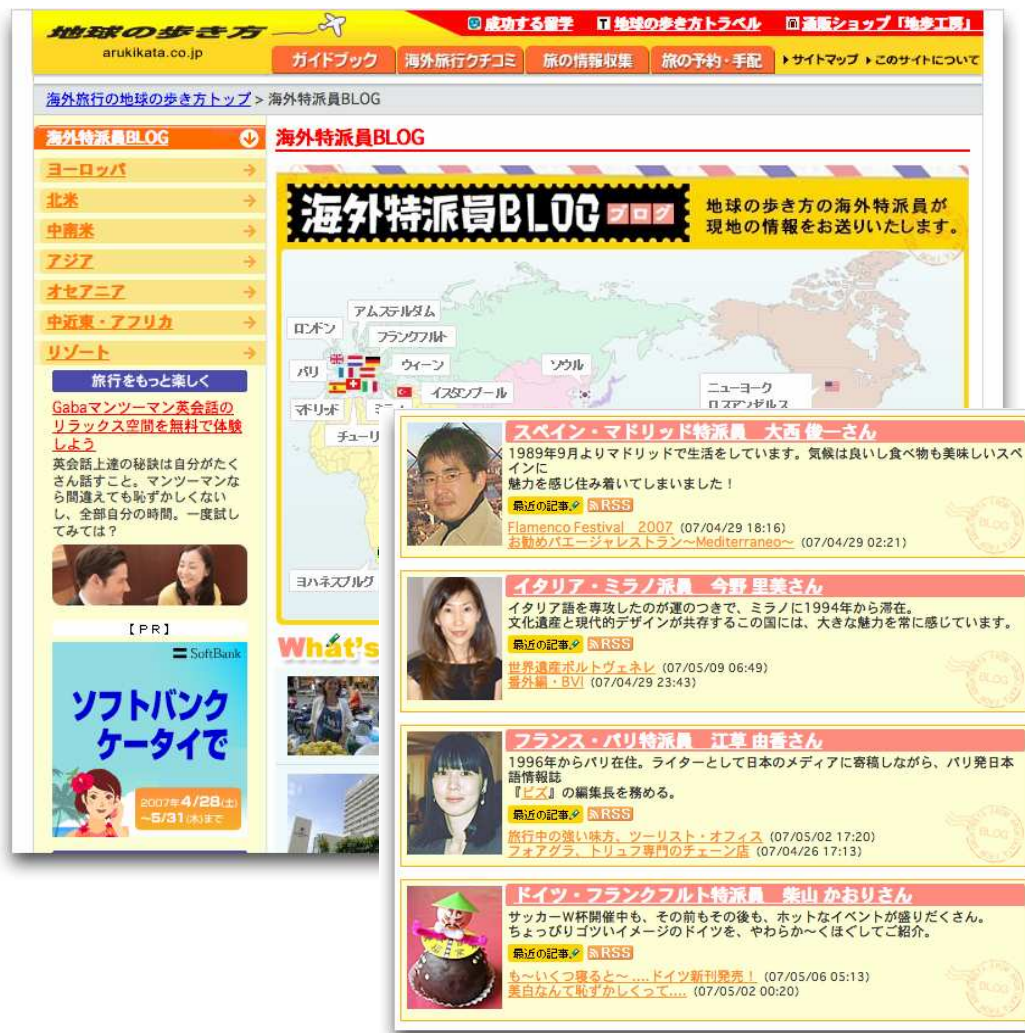 地球の歩き方
arukikata.co.jp
成功する留学 T 地球の歩き方トラベル 通販ショップ「地歩工房」
ガイドブック 海外旅行クチコミ 旅の情報収集 旅の予約・手配 サイトマップ このサイトについて
海外旅行の地球の歩き方トップ > 海外特派員BLOG
海外特派員BLOG
ヨーロッパ
北米
中南米
アジア
オセアニア
中近東・アフリカ
リゾート
旅行をもっと楽しく
Gabaマンツーマン英会話の
リラックス空間を無料で体験
しよう
英会話上達の秘訣は自分がたく
さん話すこと。マンツーマンな
ら間違えても恥ずかしくない
し、全部自分の時間。一度試し
てみては？
【PR】
SoftBank
ソフトバンク
ケータイで
2007年4/28(土)
~5/31(木)まで
海外特派員BLOG
海外特派員BLOG ブログ
地球の歩き方の海外特派員が
現地の情報をお送りいたします。
アムステルダム
ロンドン
フランクフルト
パリ
ウィーン
ソウル
イスタンブール
ニューヨーク
ロスアンゼルス
マドリッド
チューリ
ヨハネスブルグ
What's
スペイン・マドリッド特派員 大西 俊一さん
1989年9月よりマドリッドで生活をしています。気候は良いし食べ物も美味しいスペ
インに
魅力を感じ住み着いてしまいました！
最近の記事 RSS
Flamenco Festival 2007 (07/04/29 18:16)
お勧めパエージャレストラン～Mediterraneo～ (07/04/29 02:21)
イタリア・ミラノ派員 今野 里美さん
イタリア語を専攻したのが運のつきで、ミラノに1994年から滞在。
文化遺産と現代的デザインが共存するこの国には、大きな魅力を常に感じています。
最近の記事 RSS
世界遺産ポルトヴェネレ (07/05/09 06:49)
番外編・BVI (07/04/29 23:43)
フランス・パリ特派員 江草 由香さん
1996年からパリ在住。ライターとして日本のメディアに寄稿しながら、パリ発日本
語情報誌
『ビズ』の編集長を務める。
最近の記事 RSS
旅行中の強い味方、ツーリスト・オフィス (07/05/02 17:20)
フォアグラ、トリュフ専門のチェーン店 (07/04/26 17:13)
ドイツ・フランクフルト特派員 柴山 かおりさん
サッカーW杯開催中も、その前もその後も、ホットなイベントが盛りだくさん。
ちょっぴりゴツいイメージのドイツを、やわらか～くほぐしてご紹介。
最近の記事 RSS
も～いくつ寝ると～ ....ドイツ新刊発売！ (07/05/06 05:13)
美白なんて恥ずかしくって.... (07/05/02 00:20)